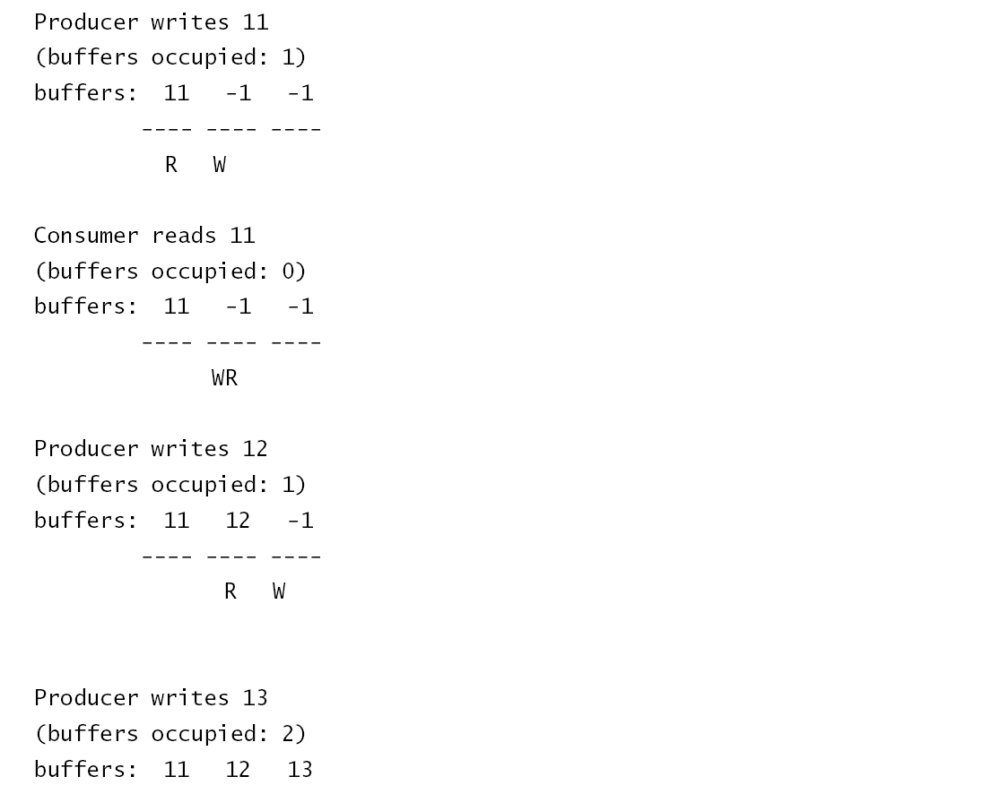 Producer writes 11
(buffers occupied: 1)
buffers:  11   -1   -1
         ---- ---- ----
          R   W
Consumer reads 11
(buffers occupied: 0)
buffers:  11   -1   -1
         ---- ---- ----
              WR
Producer writes 12
(buffers occupied: 1)
buffers:  11   12   -1
         ---- ---- ----
               R   W
Producer writes 13
(buffers occupied: 2)
buffers:  11   12   13